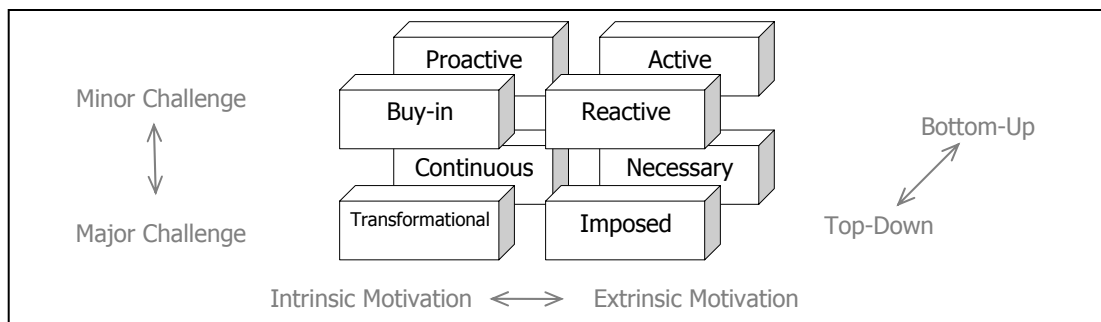 Proactive
Active
Minor Challenge
Buy-in
Reactive
Bottom-Up
Continuous
Necessary
Transformational
Imposed
Top-Down
Major Challenge
Intrinsic Motivation
Extrinsic Motivation